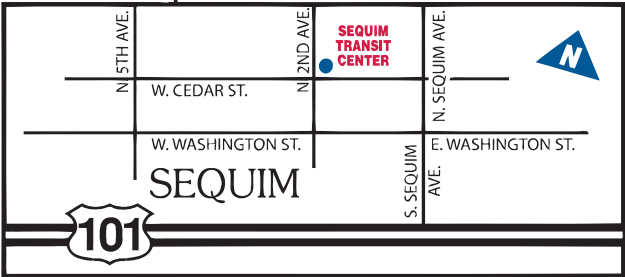 N. 5TH AVE.
N. 2ND AVE.
SEQUIM
TRANSIT
CENTER
N. SEQUIM AVE.
N
W. CEDAR ST.
W. WASHINGTON ST.
E. WASHINGTON ST.
SEQUIM
S. SEQUIM
AVE.
101